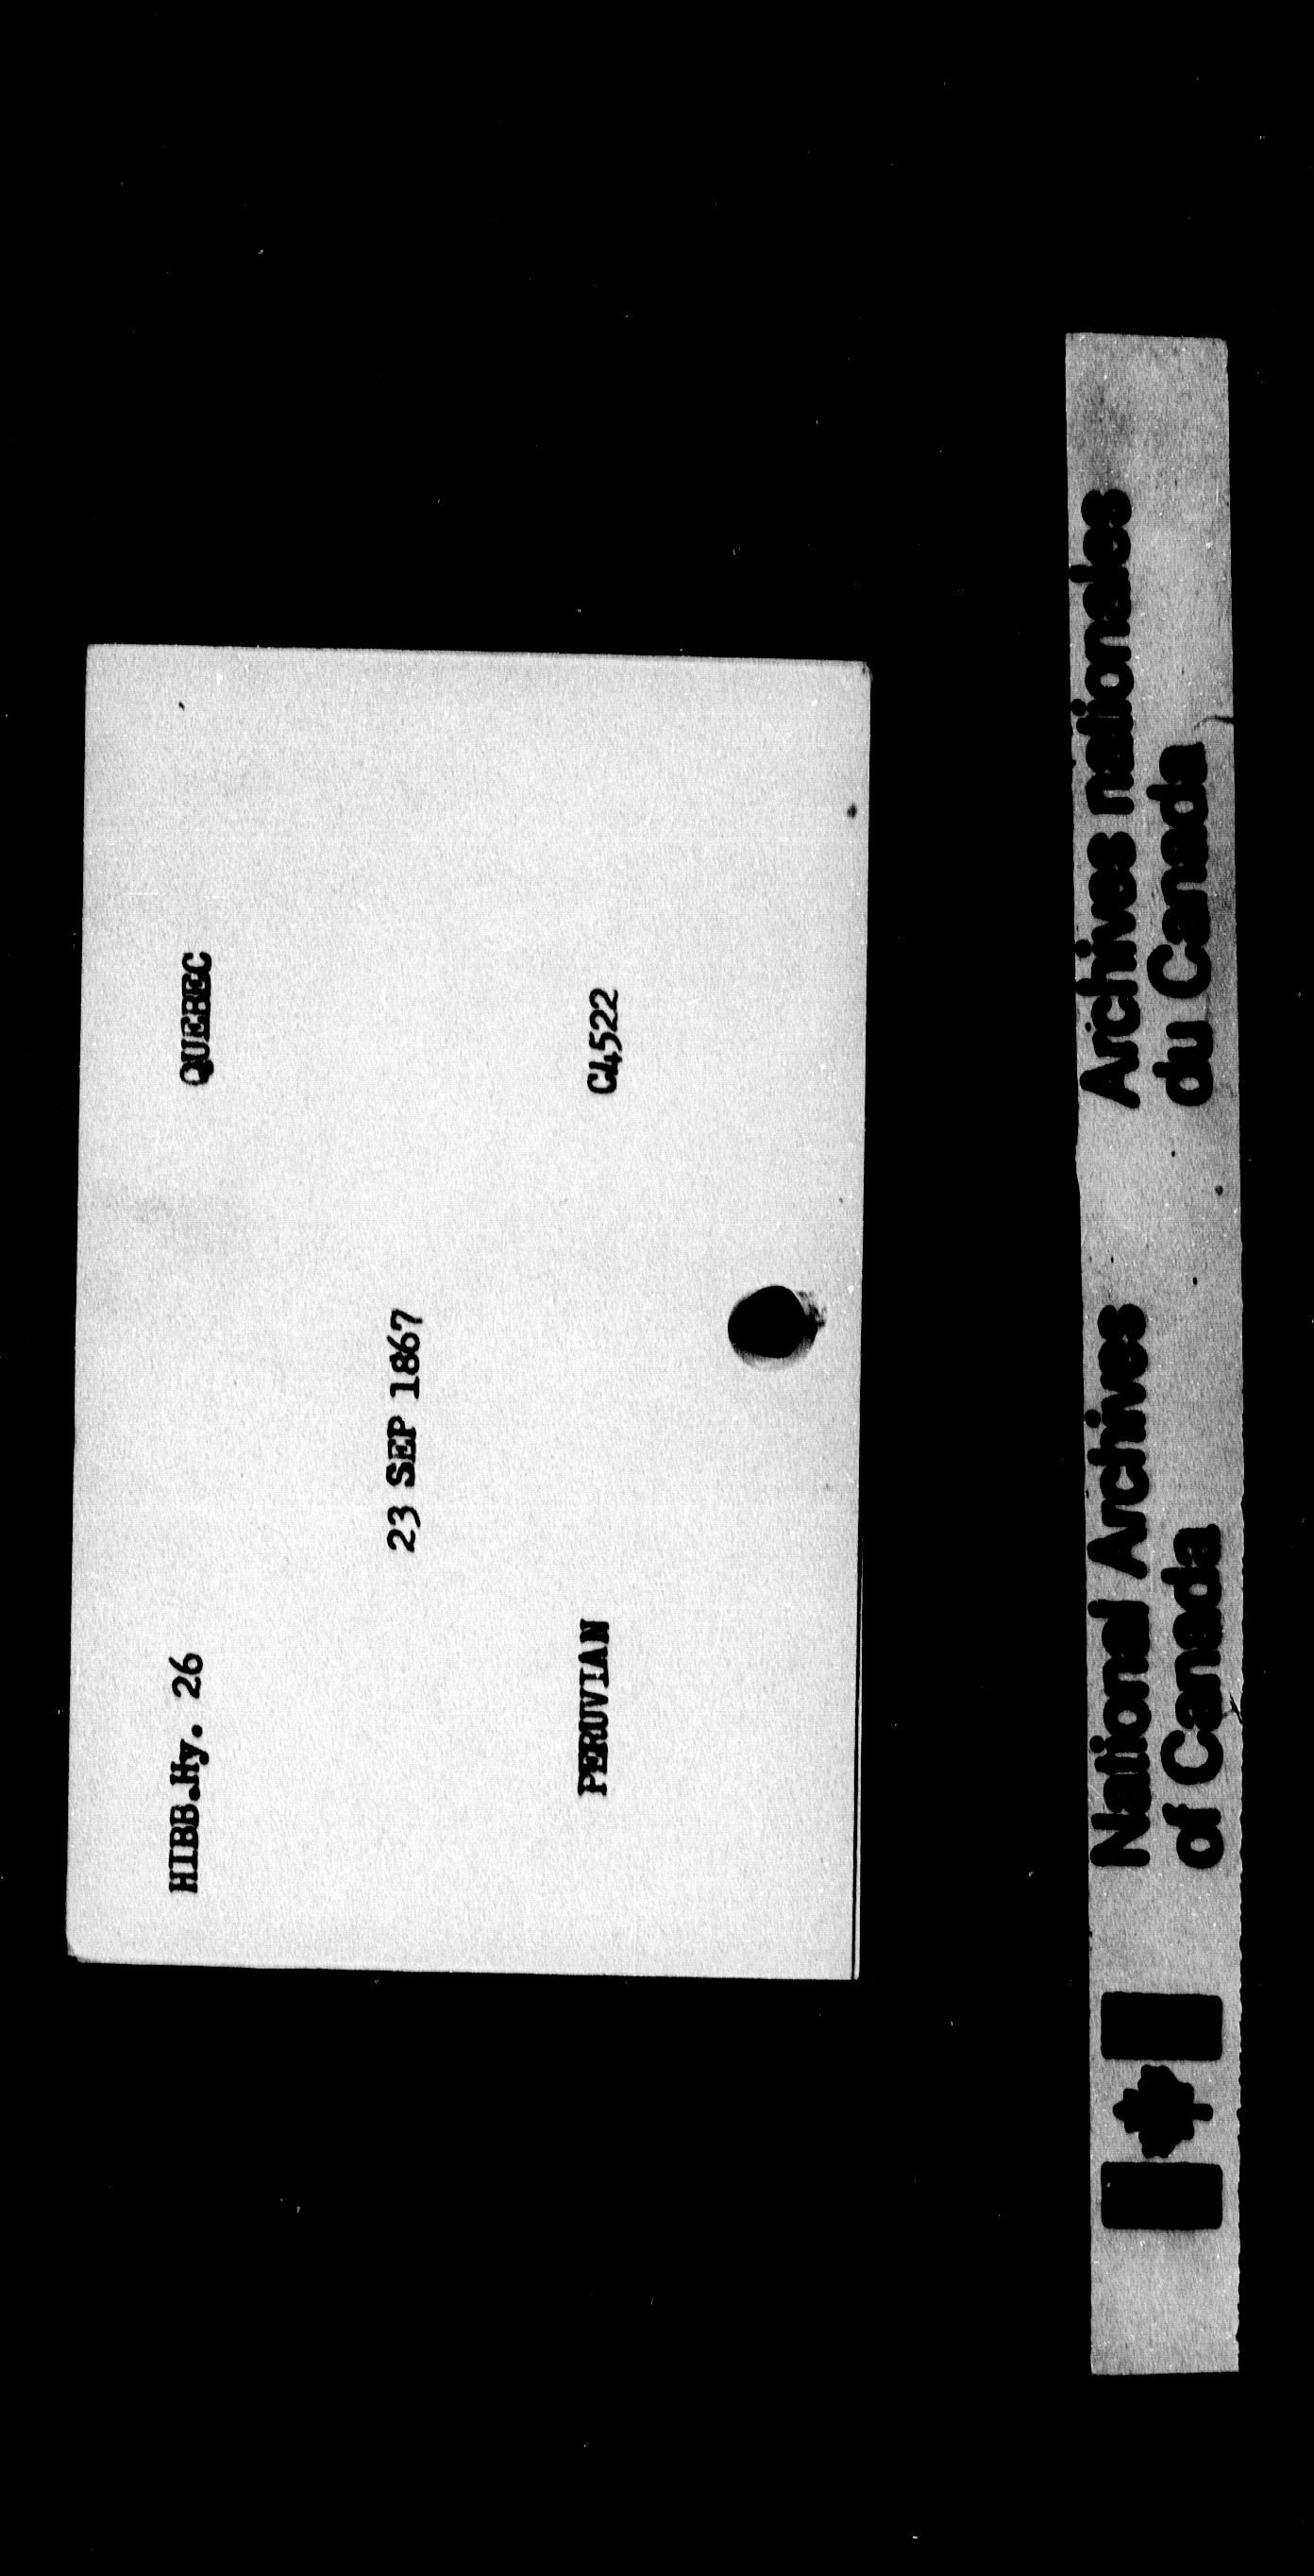 HIBB.Hy. 26 QUEBEC
23 SEP 1867
PERUVIAN C4522
National Archives Archives nationales
of Canada du Canada